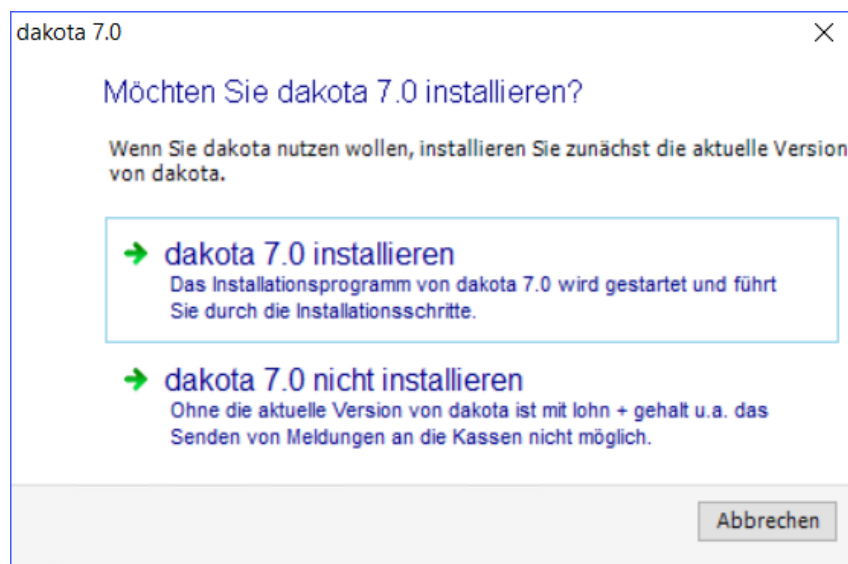 dakota 7.0
Möchten Sie dakota 7.0 installieren?
Wenn Sie dakota nutzen wollen, installieren Sie zunächst die aktuelle Version
von dakota.
dakota 7.0 installieren
Das Installationsprogramm von dakota 7.0 wird gestartet und führt
Sie durch die Installationsschritte.
dakota 7.0 nicht installieren
Ohne die aktuelle Version von dakota ist mit lohn + gehalt u.a. das
Senden von Meldungen an die Kassen nicht möglich.
Abbrechen